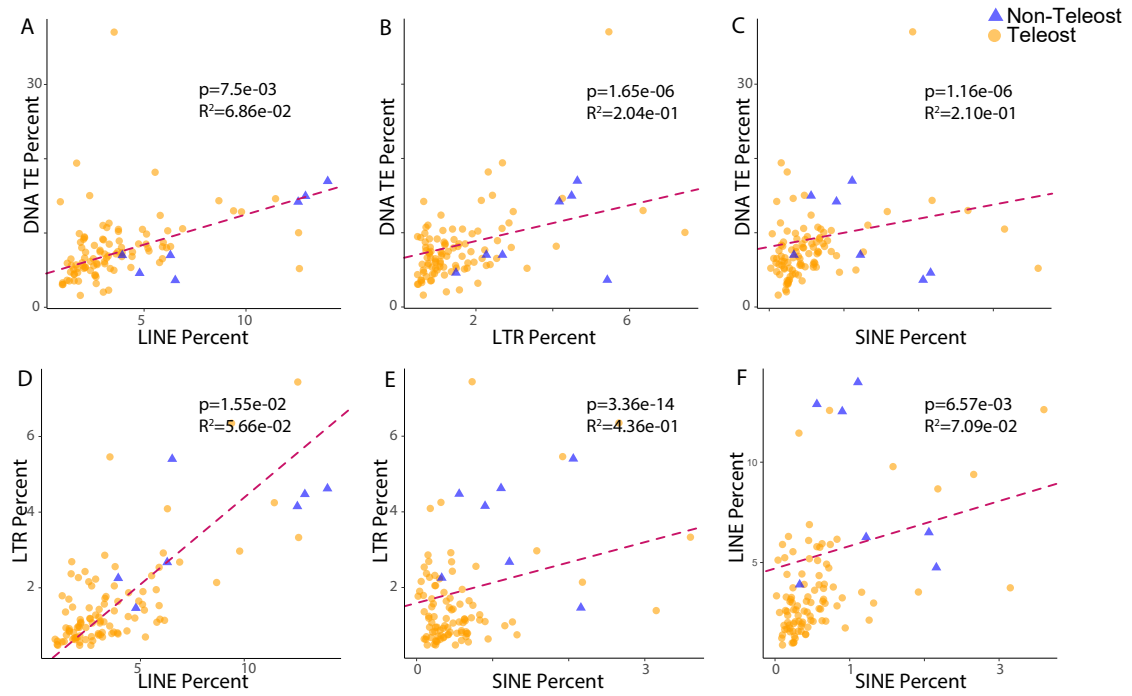 Non-Teleost
Teleost
A
DNA TE Percent
30
0
5
10
LINE Percent
p=7.5e-03
R²=6.86e-02
B
DNA TE Percent
30
0
2
6
LTR Percent
p=1.65e-06
R²=2.04e-01
C
DNA TE Percent
30
0
SINE Percent
p=1.16e-06
R²=2.10e-01
D
LTR Percent
6
4
2
5
10
LINE Percent
p=1.55e-02
R²=5.66e-02
E
LTR Percent
6
4
2
0
3
SINE Percent
p=3.36e-14
R²=4.36e-01
F
LINE Percent
10
5
0
1
3
SINE Percent
p=6.57e-03
R²=7.09e-02